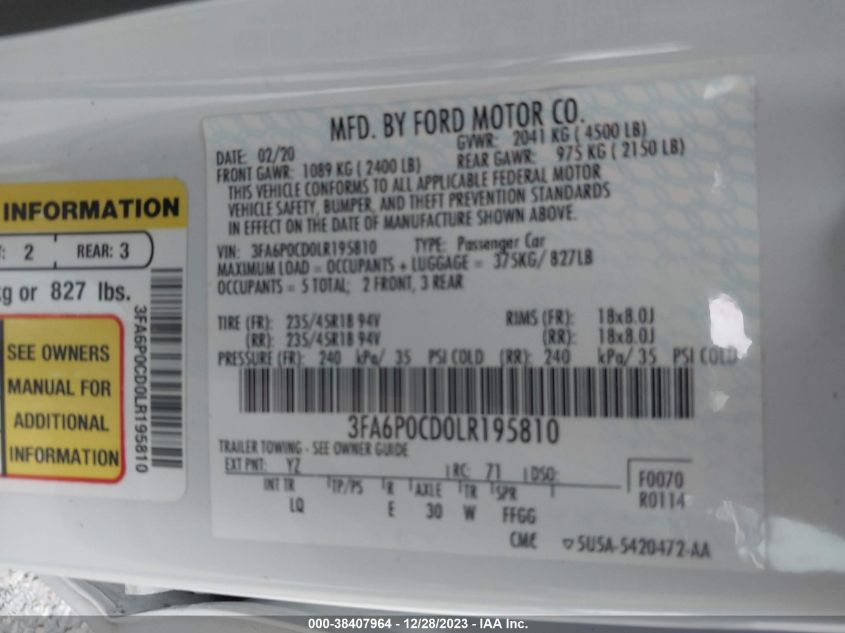 MFD. BY FORD MOTOR CO.
DATE: 02/20 GVWR: 2041 KG ( 4500 LB)
FRONT GAWR: 1089 KG ( 2400 LB) REAR GAWR: 975 KG ( 2150 LB)
THIS VEHICLE CONFORMS TO ALL APPLICABLE FEDERAL MOTOR
VEHICLE SAFETY, BUMPER, AND THEFT PREVENTION STANDARDS
IN EFFECT ON THE DATE OF MANUFACTURE SHOWN ABOVE.
VIN: 3FA6P0CD0LR195810 TYPE: Passenger Car
MAXIMUM LOAD = OCCUPANTS + LUGGAGE = 375KG/ 827LB
OCCUPANTS = 5 TOTAL; 2 FRONT, 3 REAR
TIRE (FR): 235/45R18 94V RIMS (FR): 18x8.0J
(RR): 235/45R18 94V (RR): 18x8.0J
PRESSURE (FR): 240 kPa/ 35 PSI COLD (RR): 240 kPa/ 35 PSI COLD
3FA6P0CD0LR195810
TRAILER TOWING - SEE OWNER GUIDE
EXT PNT: YZ RC: 71 DSO:
INT TR TP/PS R AXLE TR SPR
LQ E 30 W FFGG
F0070
R0114
5U5A-5420472-AA
INFORMATION
2 REAR: 3
kg or 827 lbs.
3FA6P0CD0LR195810
SEE OWNERS
MANUAL FOR
ADDITIONAL
INFORMATION
000-38407964 - 12/28/2023 - IAA Inc.